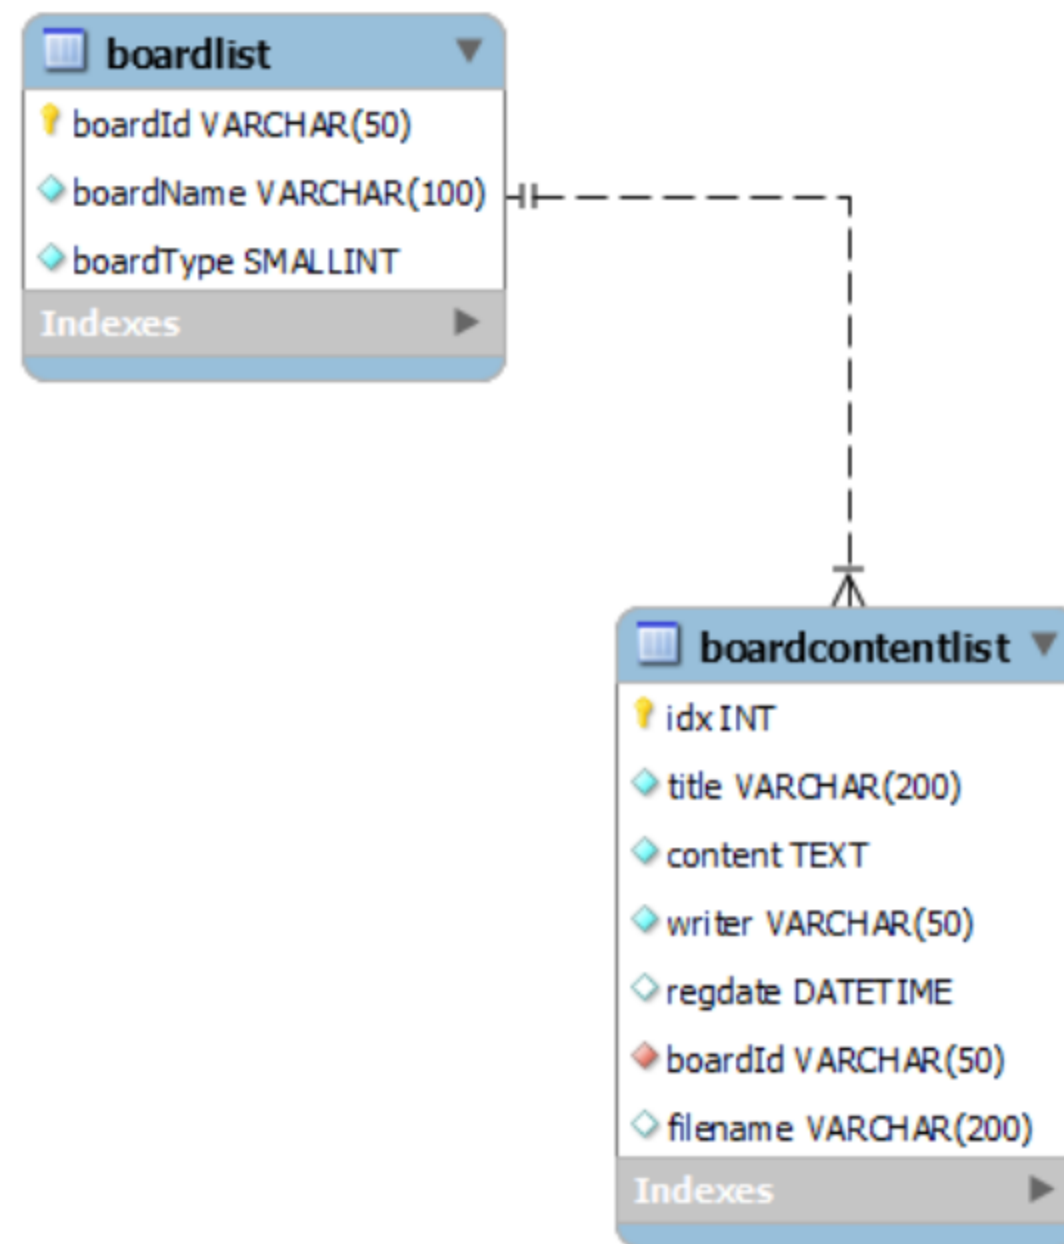 boardlist
boardId VARCHAR(50)
boardName VARCHAR(100)
boardType SMALLINT
Indexes
boardcontentlist
idx INT
title VARCHAR(200)
content TEXT
writer VARCHAR(50)
regdate DATETIME
boardId VARCHAR(50)
filename VARCHAR(200)
Indexes